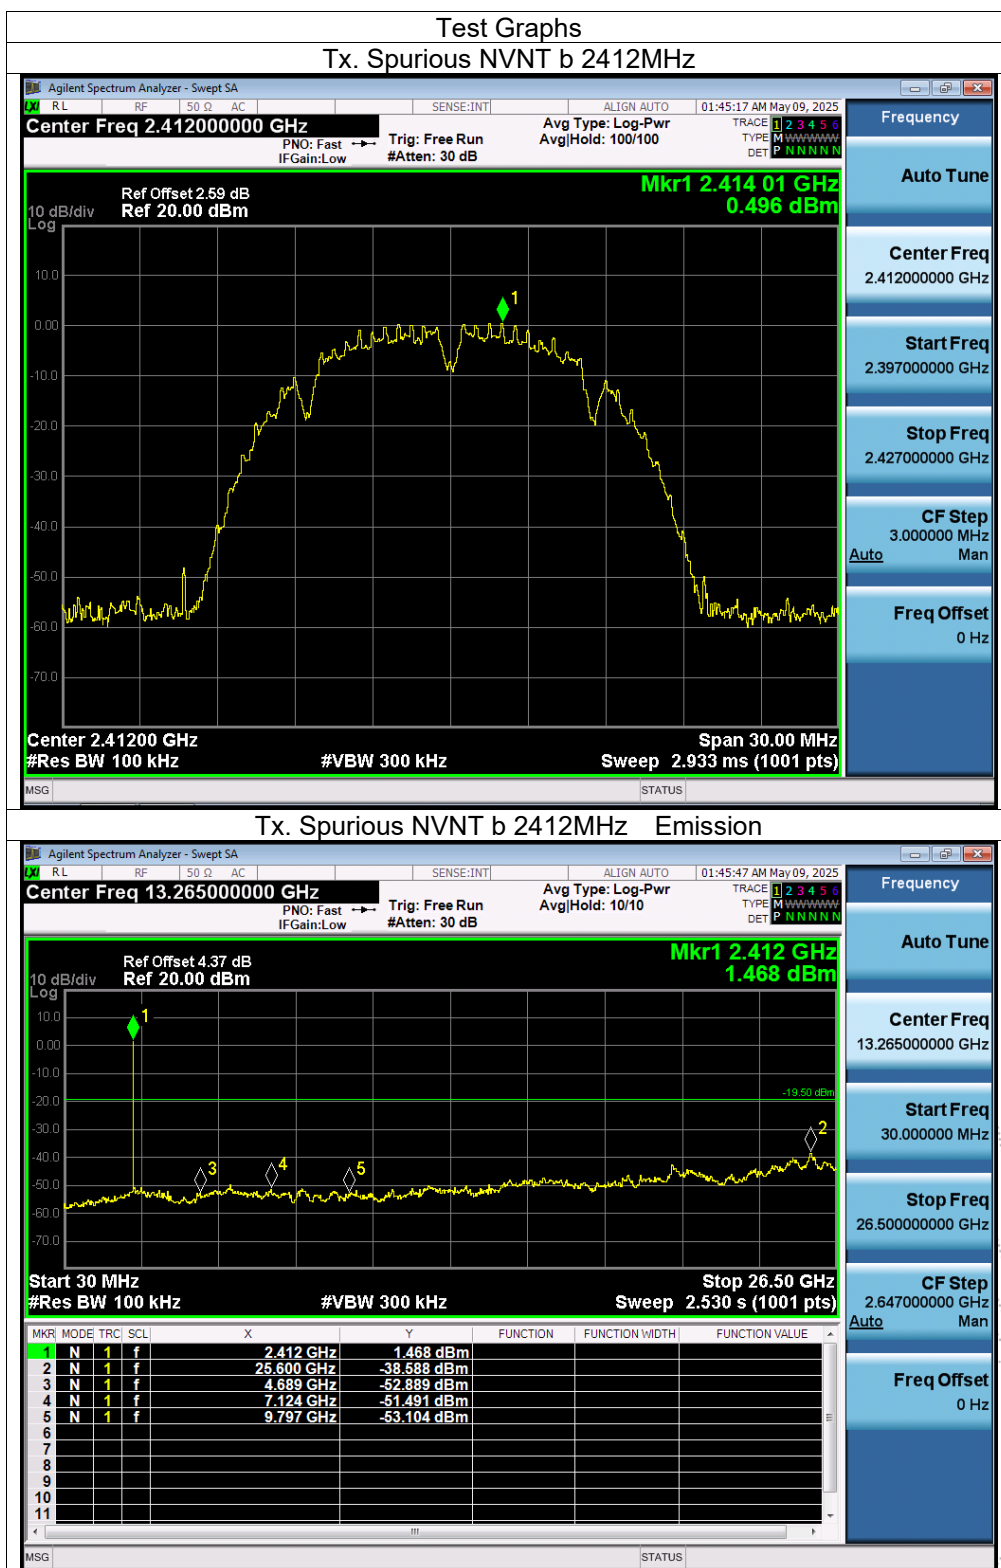 Test Graphs
Tx. Spurious NVNT b 2412MHz
Agilent Spectrum Analyzer - Swept SA
LXI RL RF 50 Ω AC SENSE:INT ALIGN AUTO 01:45:17 AM May 09, 2025
Center Freq 2.412000000 GHz
PNO: Fast
IFGain:Low
Trig: Free Run
#Atten: 30 dB
Avg Type: Log-Pwr
Avg|Hold: 100/100
TRACE 1 2 3 4 5 6
TYPE M WWWWW
DET P N N N N N
Frequency
Auto Tune
Center Freq
2.412000000 GHz
Start Freq
2.397000000 GHz
Stop Freq
2.427000000 GHz
CF Step
3.000000 MHz
Auto Man
Freq Offset
0 Hz
Mkr1 2.414 01 GHz
0.496 dBm
Ref Offset 2.59 dB
10 dB/div Ref 20.00 dBm
Log
10.0
0.00
-10.0
-20.0
-30.0
-40.0
-50.0
-60.0
-70.0
1
Center 2.41200 GHz Span 30.00 MHz
#Res BW 100 kHz #VBW 300 kHz Sweep 2.933 ms (1001 pts)
MSG STATUS
Tx. Spurious NVNT b 2412MHz Emission
Agilent Spectrum Analyzer - Swept SA
LXI RL RF 50 Ω AC SENSE:INT ALIGN AUTO 01:45:47 AM May 09, 2025
Center Freq 13.265000000 GHz
PNO: Fast
IFGain:Low
Trig: Free Run
#Atten: 30 dB
Avg Type: Log-Pwr
Avg|Hold: 10/10
TRACE 1 2 3 4 5 6
TYPE M WWWWW
DET P N N N N N
Frequency
Auto Tune
Center Freq
13.265000000 GHz
Start Freq
30.000000 MHz
Stop Freq
26.500000000 GHz
CF Step
2.647000000 GHz
Auto Man
Freq Offset
0 Hz
Mkr1 2.412 GHz
1.468 dBm
Ref Offset 4.37 dB
10 dB/div Ref 20.00 dBm
Log
10.0
0.00
-10.0
-20.0
-30.0
-40.0
-50.0
-60.0
-70.0
-19.50 dBm
1
2
3
4
5
Start 30 MHz Stop 26.50 GHz
#Res BW 100 kHz #VBW 300 kHz Sweep 2.530 s (1001 pts)
MKR MODE TRC SCL X Y FUNCTION FUNCTION WIDTH FUNCTION VALUE
1 N 1 f 2.412 GHz 1.468 dBm
2 N 1 f 25.600 GHz -38.588 dBm
3 N 1 f 4.689 GHz -52.889 dBm
4 N 1 f 7.124 GHz -51.491 dBm
5 N 1 f 9.797 GHz -53.104 dBm
6
7
8
9
10
11
MSG STATUS